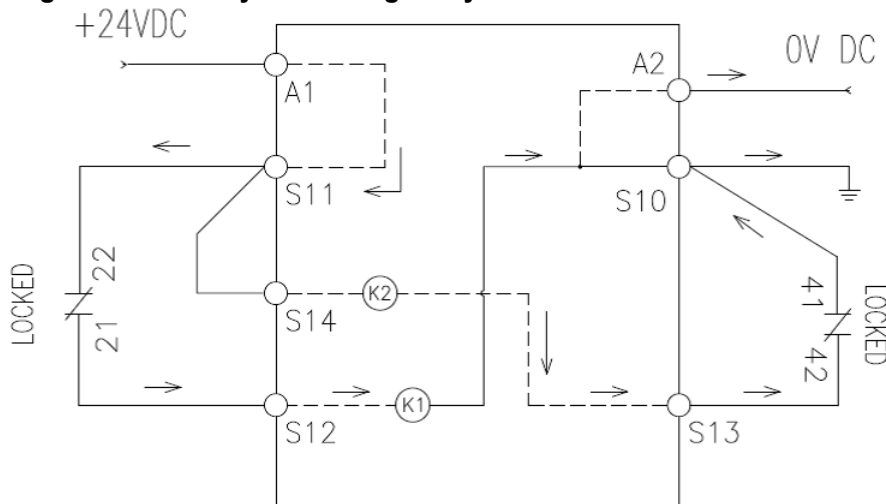 +24VDC
A2
0V DC
A1
S11
S10
LOCKED
22
21
K2
S14
41
42
LOCKED
K1
S12
S13